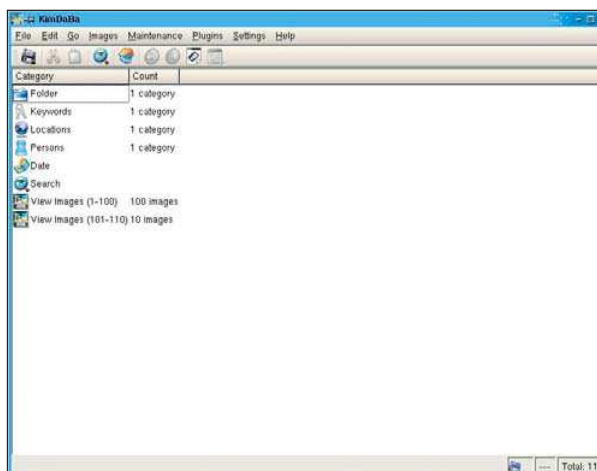 KimDaBa
File Edit Go Images Maintenance Plugins Settings Help
Category Count
Folder 1 category
Keywords 1 category
Locations 1 category
Persons 1 category
Date
Search
View Images (1-100) 100 images
View Images (101-110) 10 images
--- Total: 11